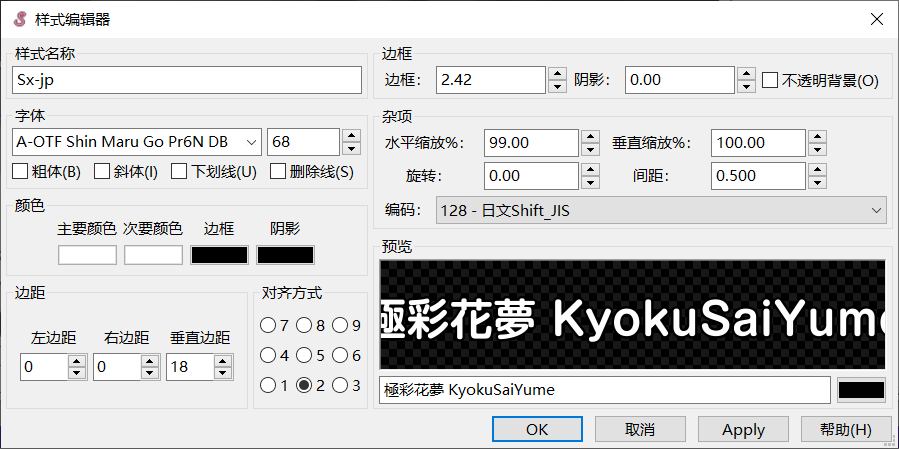 样式编辑器
样式名称
Sx-jp
字体
A-OTF Shin Maru Go Pr6N DB 68
粗体(B) 斜体(I) 下划线(U) 删除线(S)
颜色
主要颜色 次要颜色 边框 阴影
边距
左边距 右边距 垂直边距
0 0 18
对齐方式
7 8 9
4 5 6
1 2 3
边框
边框: 2.42 阴影: 0.00 不透明背景(O)
杂项
水平缩放%: 99.00 垂直缩放%: 100.00
旋转: 0.00 间距: 0.500
编码: 128 - 日文Shift_JIS
预览
極彩花夢 KyokuSaiYume
極彩花夢 KyokuSaiYume
OK 取消 Apply 帮助(H)